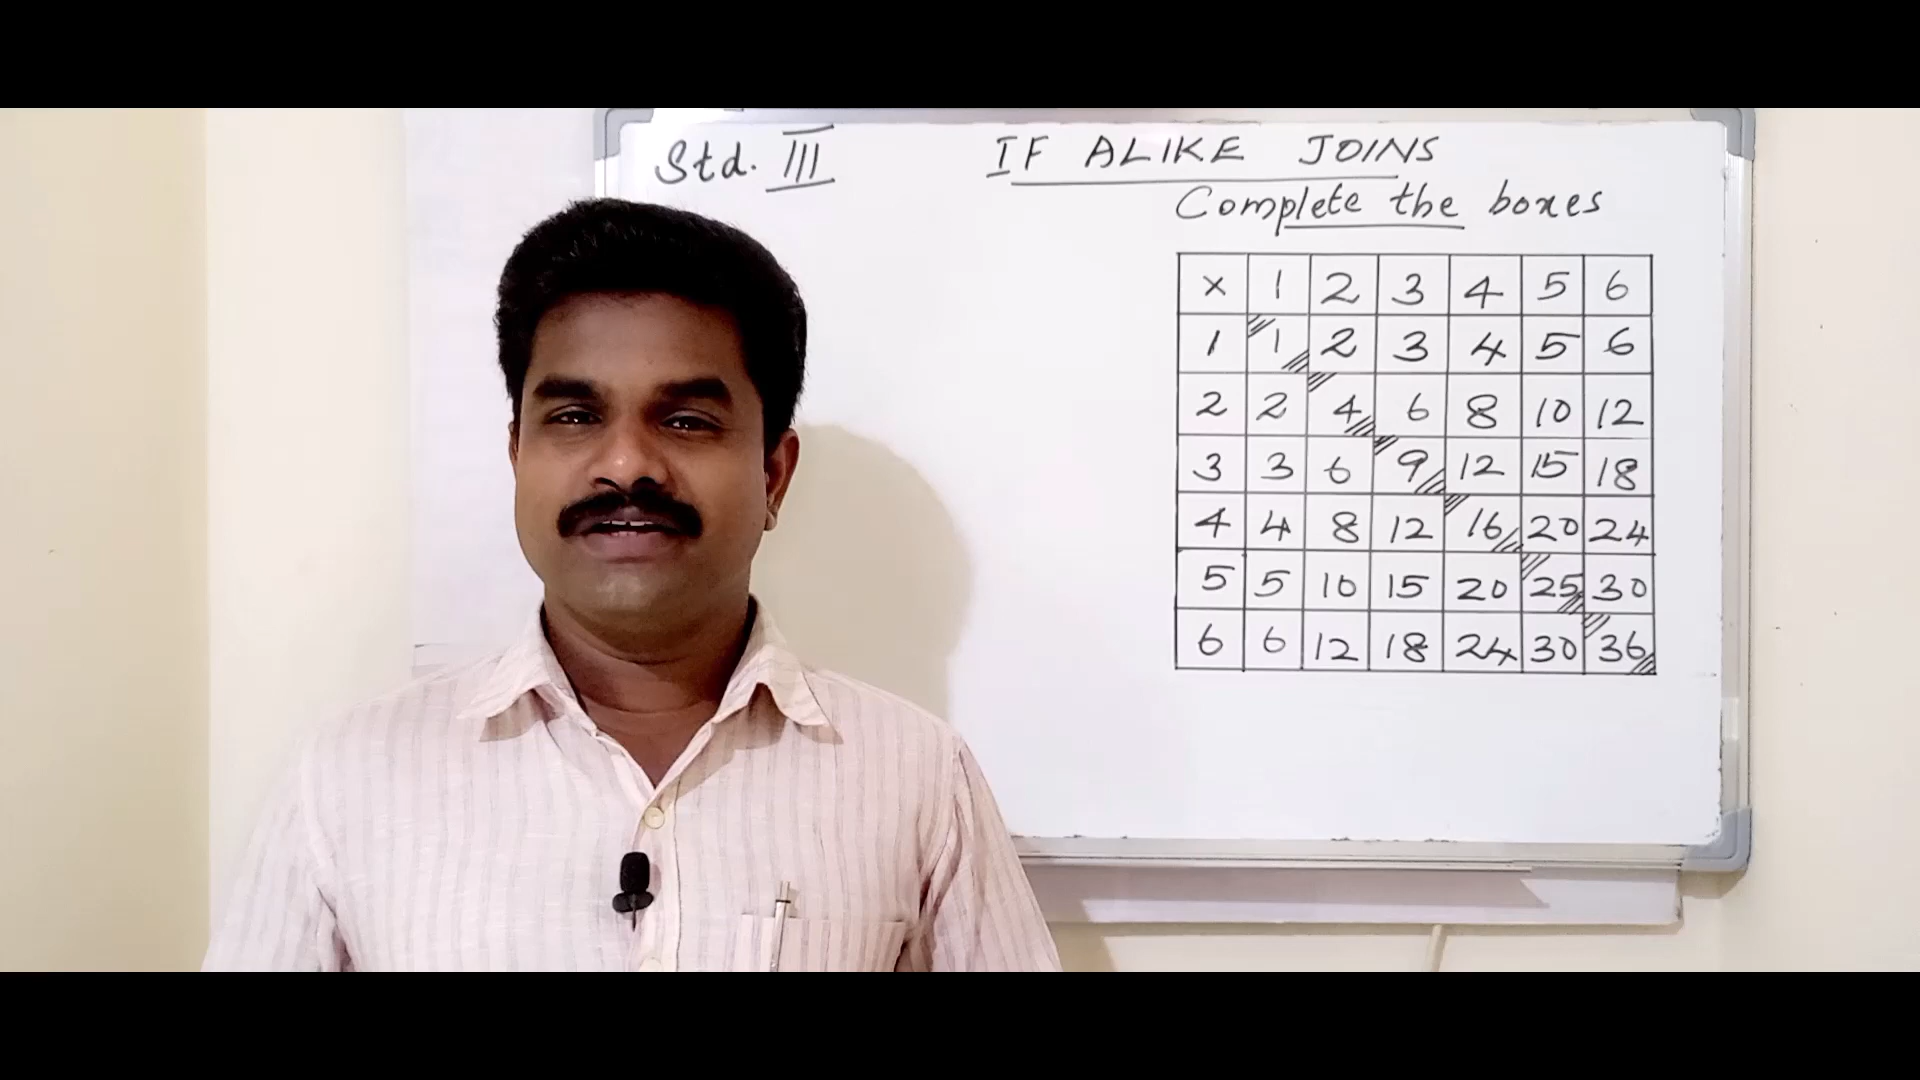 Std. III
IF ALIKE JOINS
Complete the boxes
× 1 2 3 4 5 6
1 1 2 3 4 5 6
2 2 4 6 8 10 12
3 3 6 9 12 15 18
4 4 8 12 16 20 24
5 5 10 15 20 25 30
6 6 12 18 24 30 36